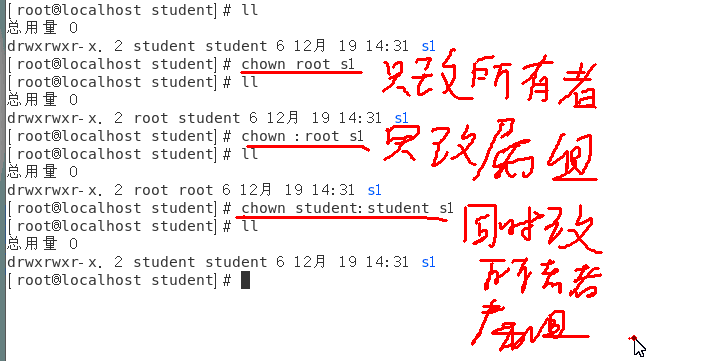 [root@localhost student]# ll
总用量 0
drwxrwxr-x. 2 student student 6 12月 19 14:31 s1
[root@localhost student]# chown root s1
只改所有者
[root@localhost student]# ll
总用量 0
drwxrwxr-x. 2 root student 6 12月 19 14:31 s1
[root@localhost student]# chown :root s1
只改属组
[root@localhost student]# ll
总用量 0
drwxrwxr-x. 2 root root 6 12月 19 14:31 s1
[root@localhost student]# chown student:student s1
同时改
[root@localhost student]# ll
总用量 0
drwxrwxr-x. 2 student student 6 12月 19 14:31 s1
所有者
[root@localhost student]#